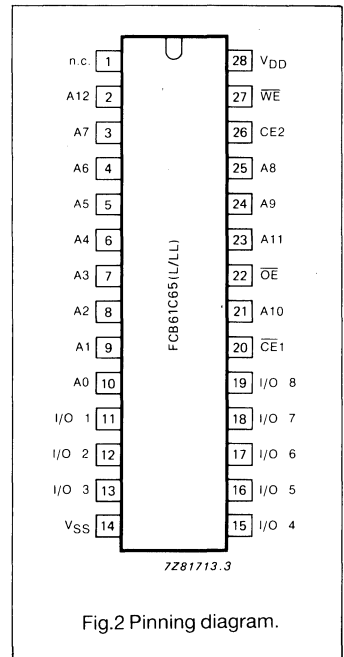 n.c. 1 28 VDD
A12 2 27 WE
A7 3 26 CE2
A6 4 25 A8
A5 5 24 A9
A4 6 23 A11
A3 7 22 OE
A2 8 21 A10
A1 9 20 CE1
A0 10 19 I/O 8
I/O 1 11 18 I/O 7
I/O 2 12 17 I/O 6
I/O 3 13 16 I/O 5
VSS 14 15 I/O 4
FCB61C65(L/LL)
7Z81713.3
Fig.2 Pinning diagram.